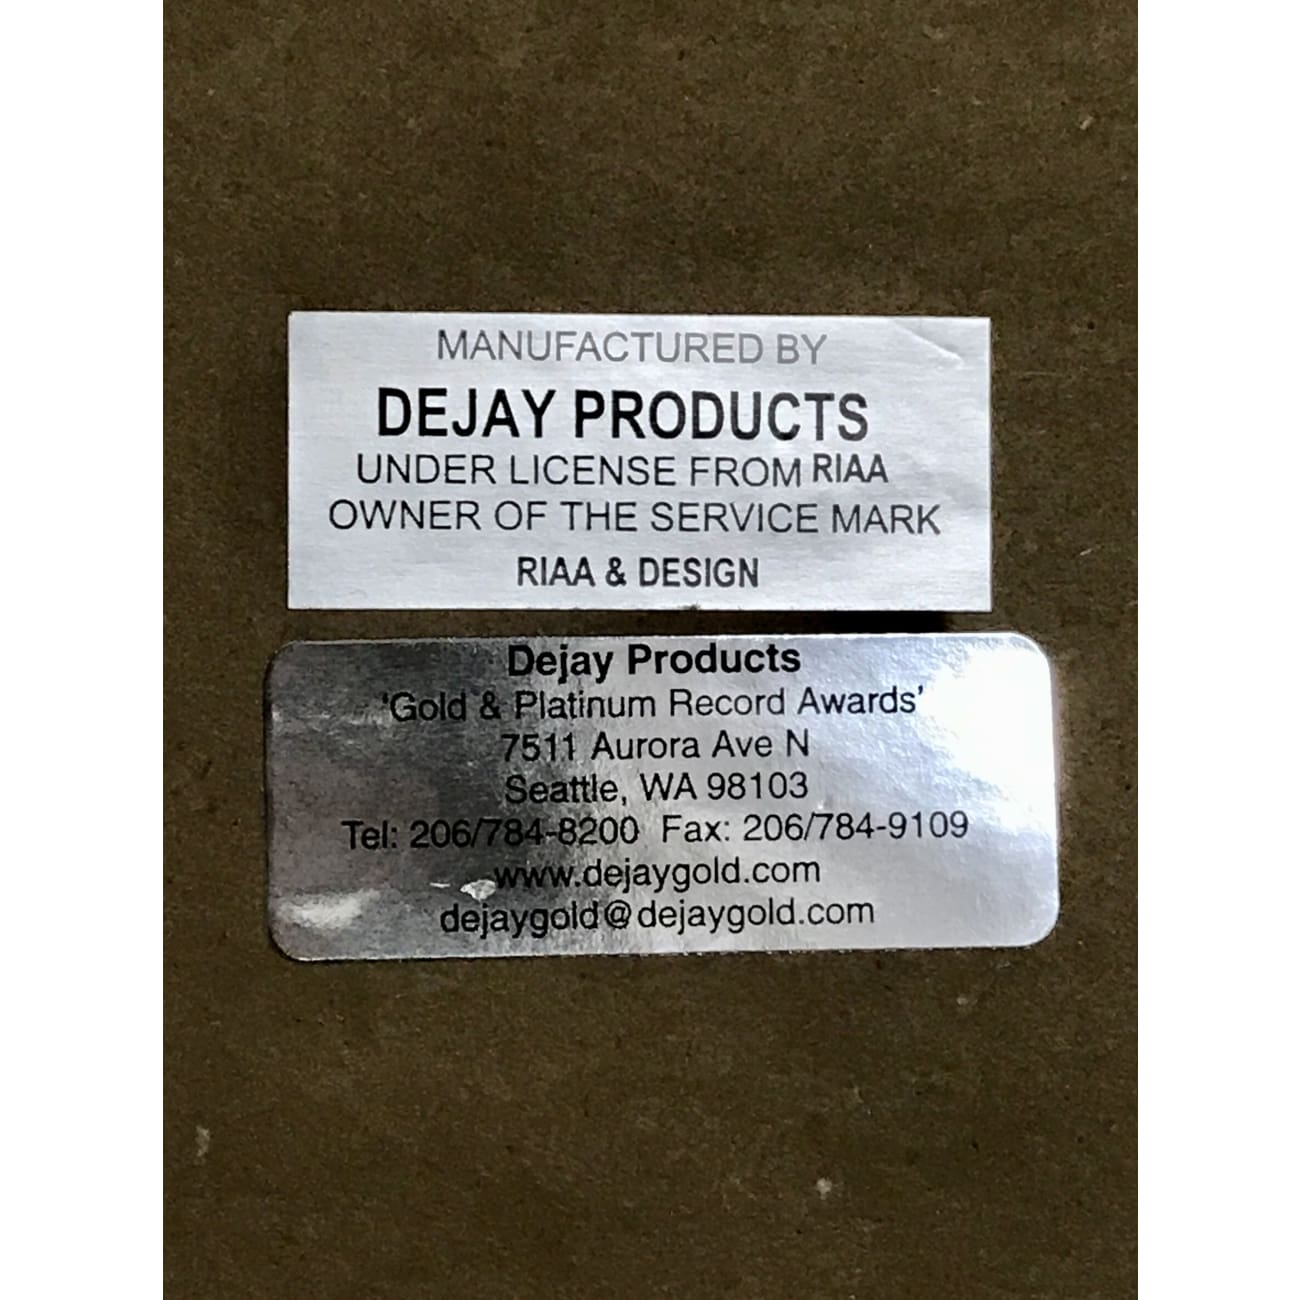 MANUFACTURED BY
DEJAY PRODUCTS
UNDER LICENSE FROM RIAA
OWNER OF THE SERVICE MARK
RIAA & DESIGN
Dejay Products
'Gold & Platinum Record Awards'
7511 Aurora Ave N
Seattle, WA 98103
Tel: 206/784-8200 Fax: 206/784-9109
www.dejaygold.com
dejaygold@dejaygold.com